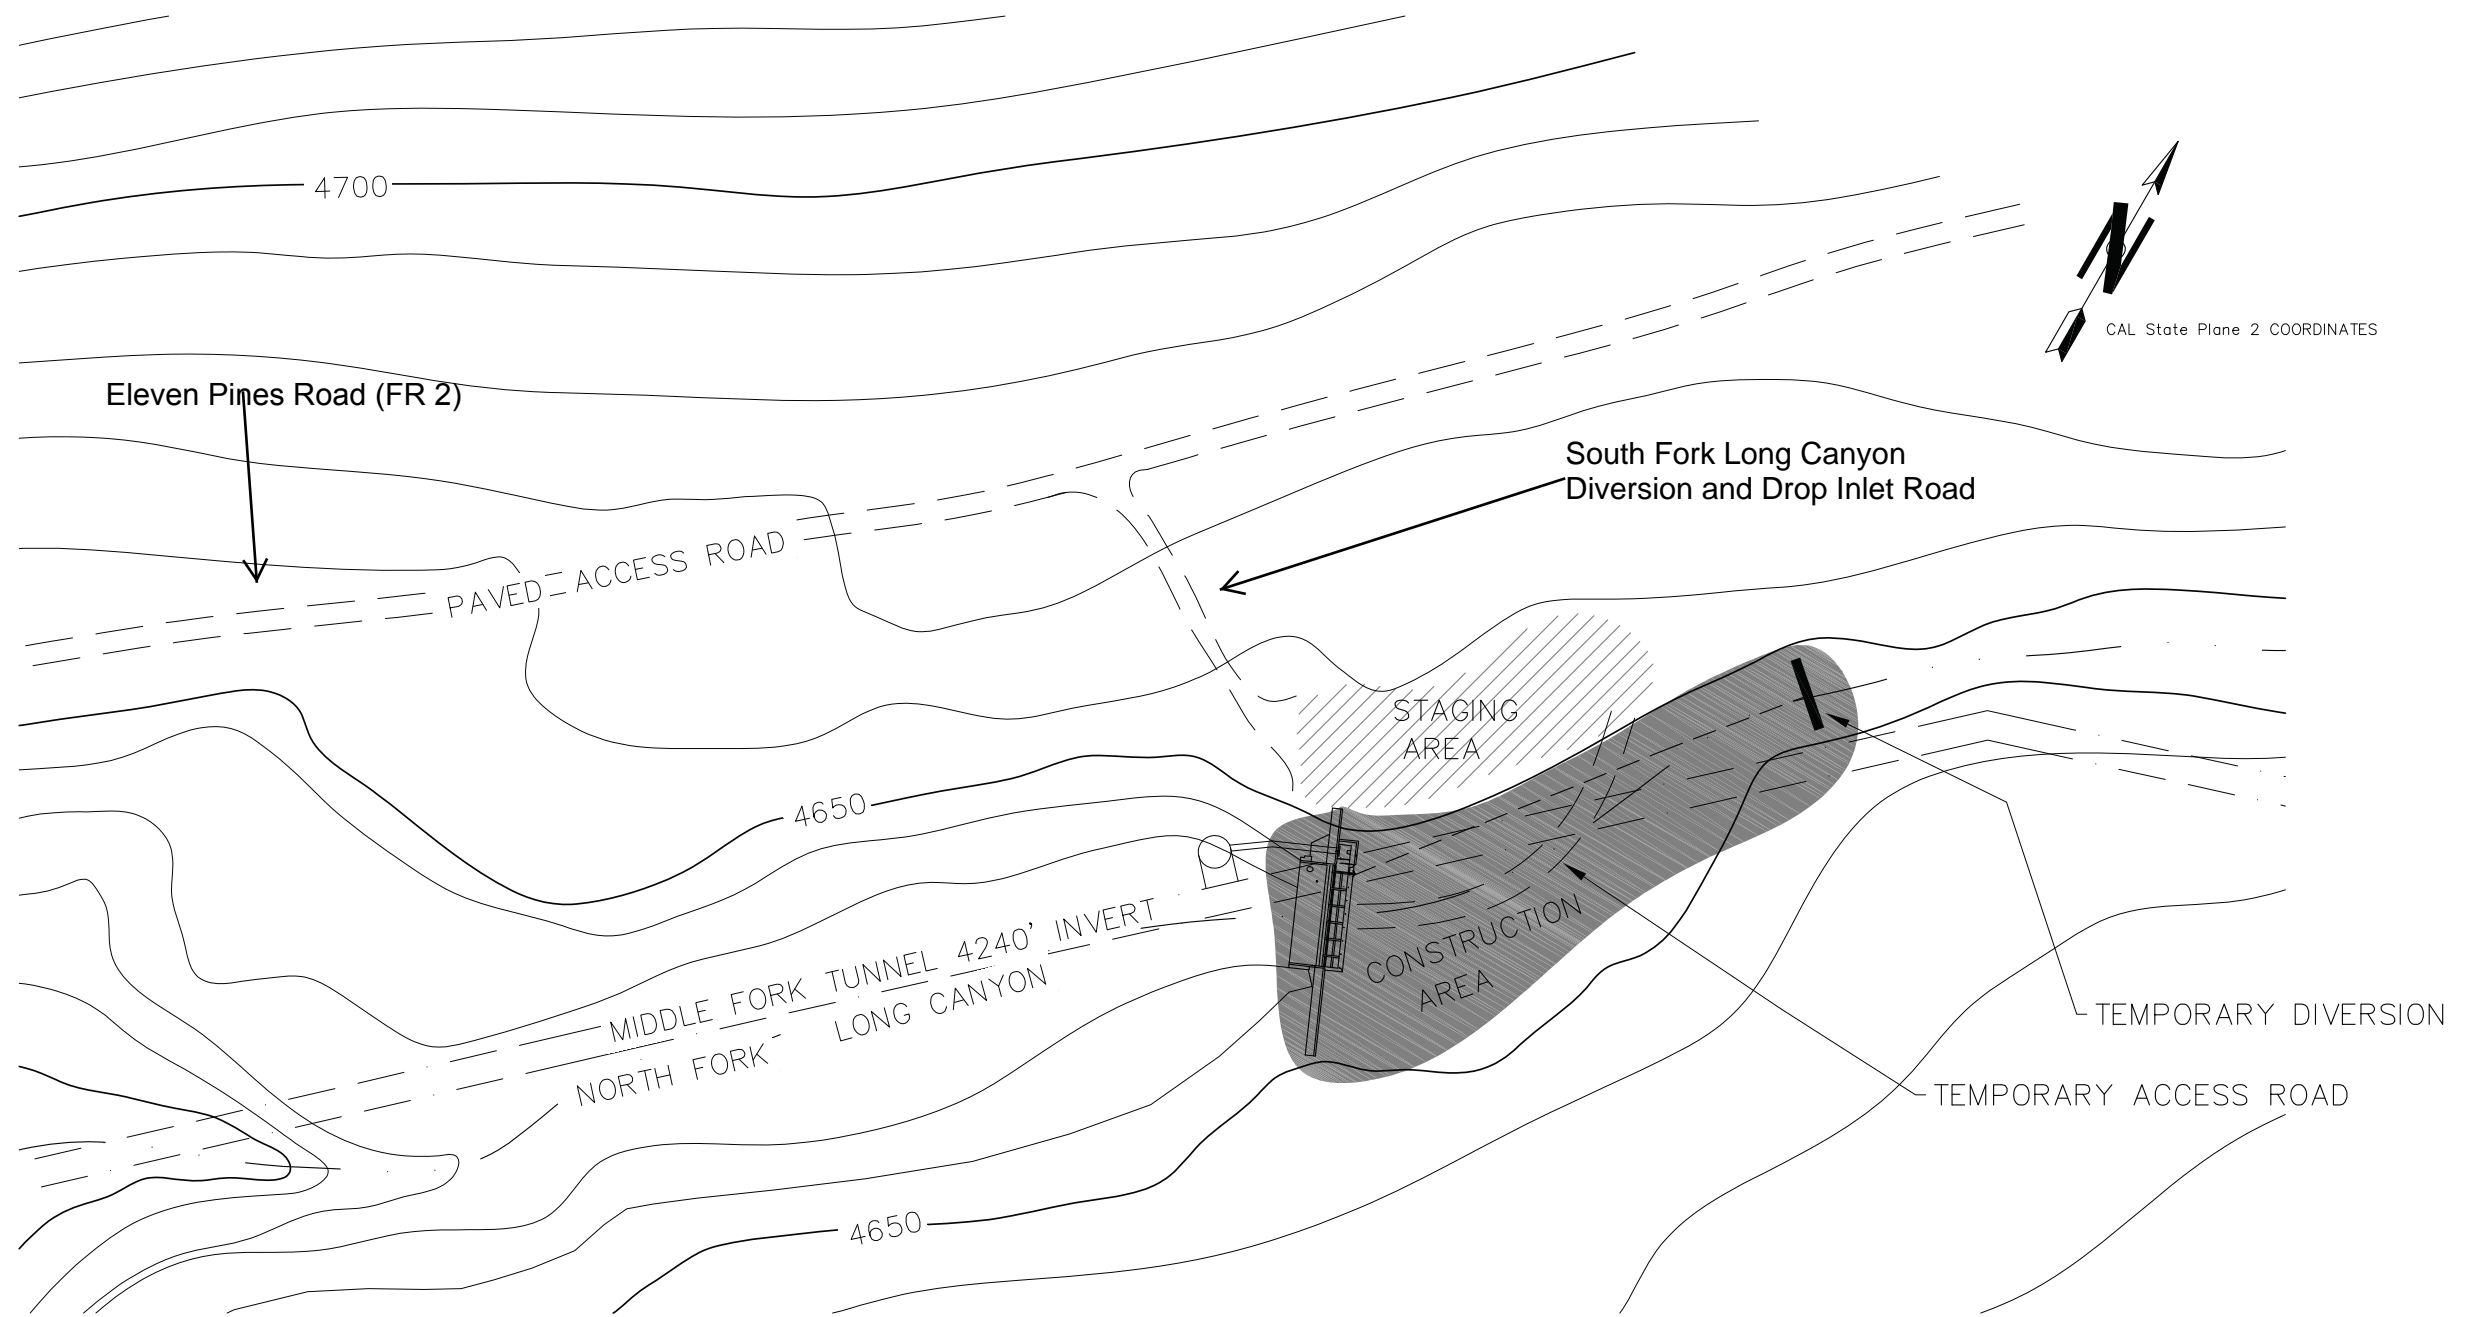 4700
N
CAL State Plane 2 COORDINATES
Eleven Pines Road (FR 2)
South Fork Long Canyon
Diversion and Drop Inlet Road
PAVED ACCESS ROAD
STAGING
AREA
4650
MIDDLE FORK TUNNEL 4240' INVERT
NORTH FORK LONG CANYON
CONSTRUCTION
AREA
TEMPORARY DIVERSION
TEMPORARY ACCESS ROAD
4650